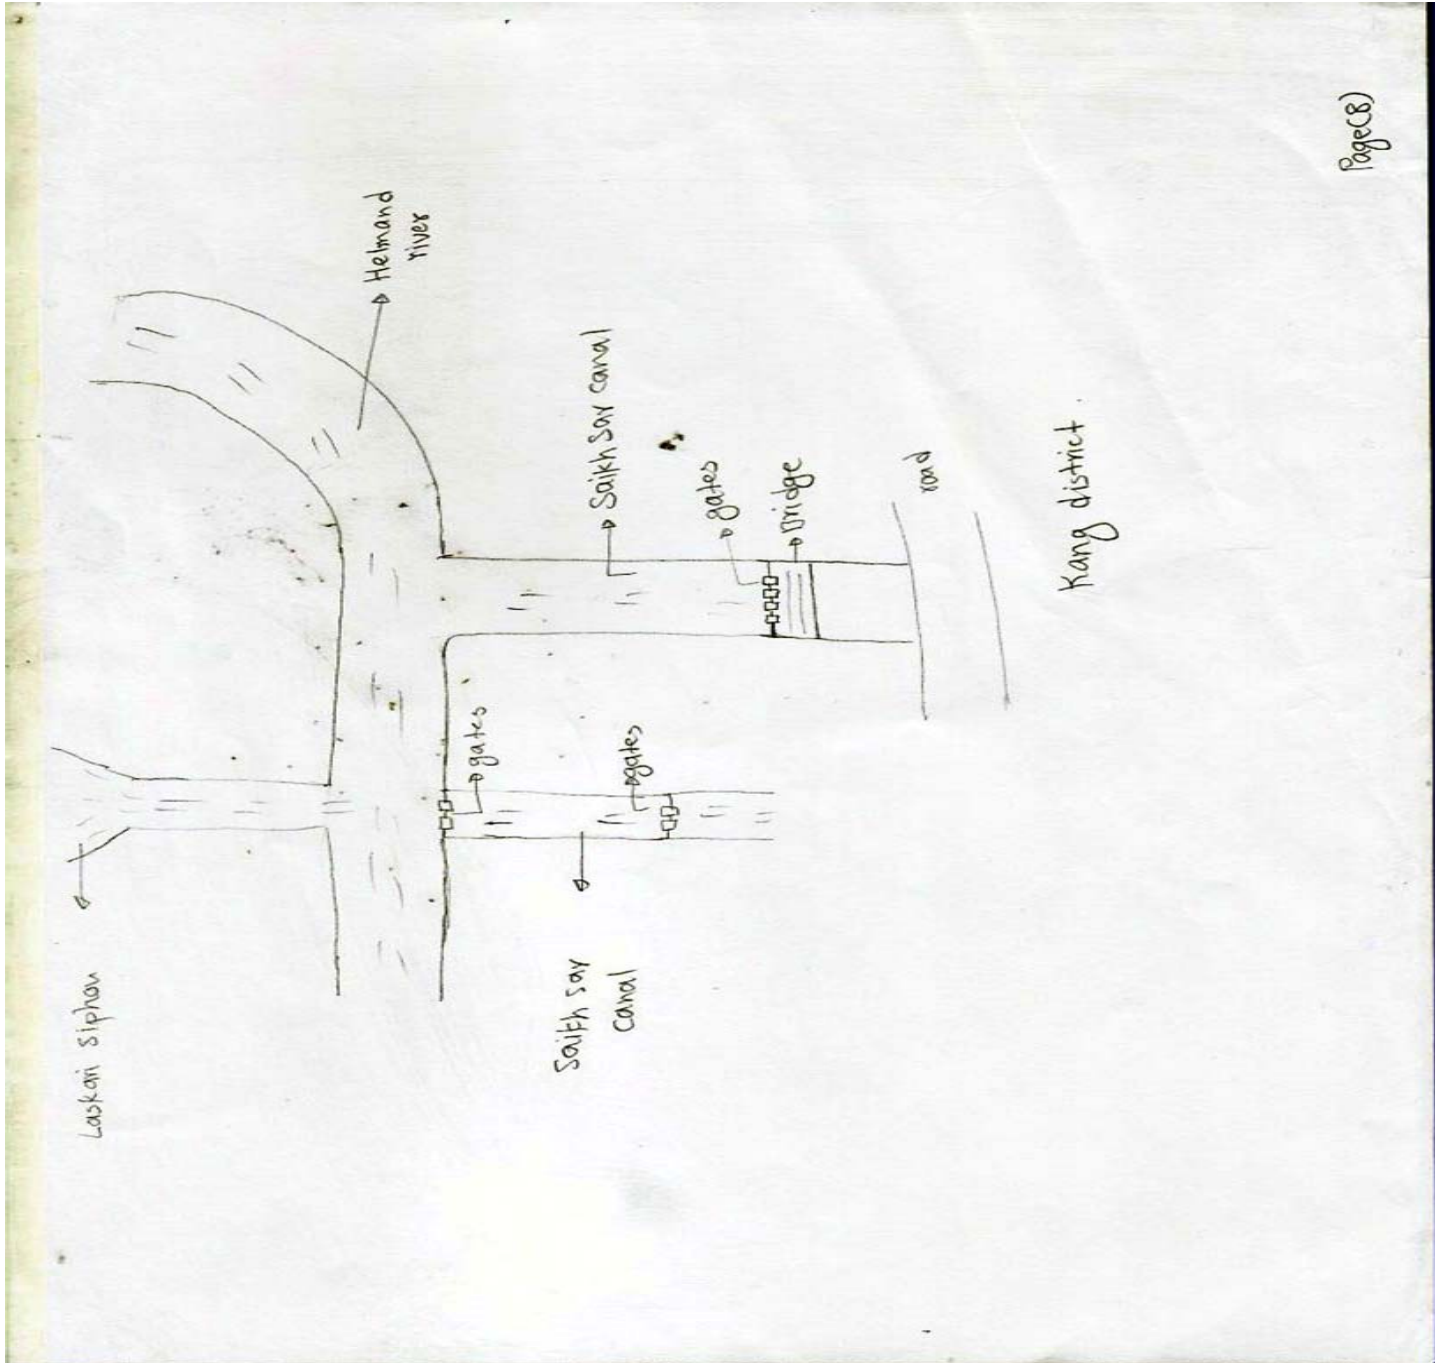 Page(8)
Helmand
river
Saikh Sar canal
gates
Bridge
road
Kang district.
gates
gates
Saikh Sar
Canal
Laskari Siphon